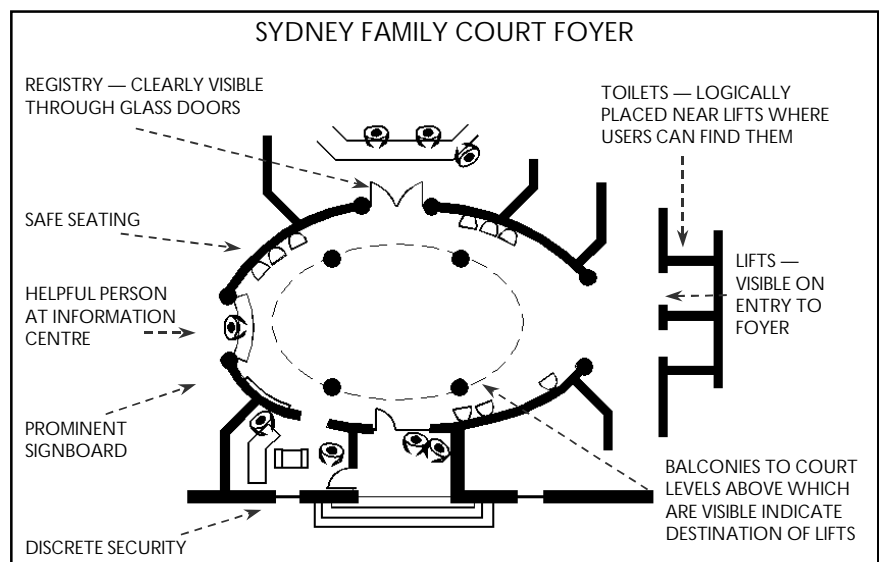 SYDNEY FAMILY COURT FOYER
REGISTRY — CLEARLY VISIBLE
THROUGH GLASS DOORS
TOILETS — LOGICALLY
PLACED NEAR LIFTS WHERE
USERS CAN FIND THEM
SAFE SEATING
HELPFUL PERSON
AT INFORMATION
CENTRE
LIFTS —
VISIBLE ON
ENTRY TO
FOYER
PROMINENT
SIGNBOARD
BALCONIES TO COURT
LEVELS ABOVE WHICH
ARE VISIBLE INDICATE
DESTINATION OF LIFTS
DISCRETE SECURITY